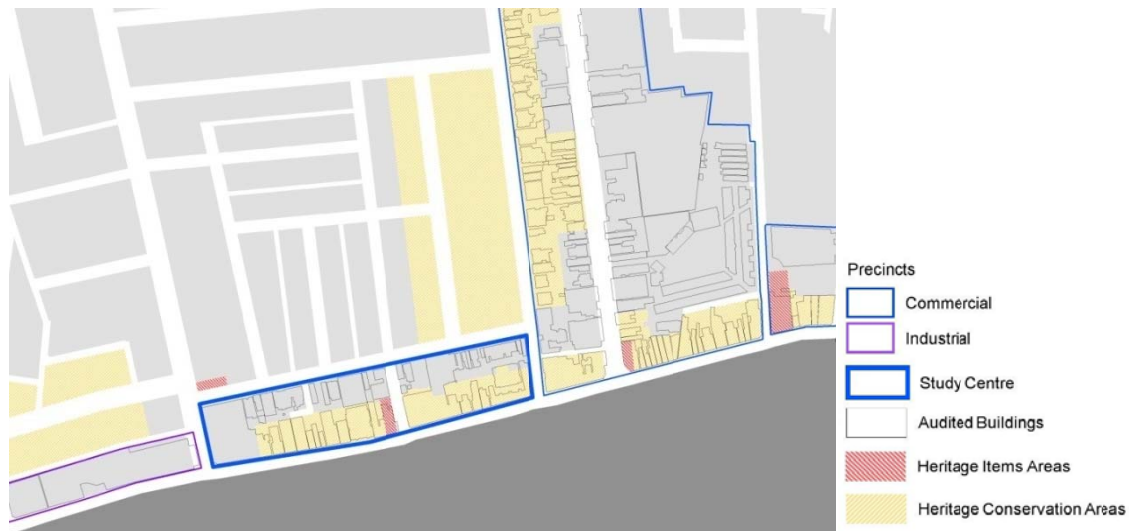 Precincts
Commercial
Industrial
Study Centre
Audited Buildings
Heritage Items Areas
Heritage Conservation Areas